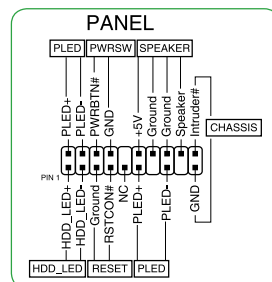 PANEL
PLED PWRSW SPEAKER
PLED+
PLED-
PWRBTN#
GND
+5V
Ground
Ground
Speaker
Intruder#
CHASSIS
PIN 1
HDD_LED+
HDD_LED-
Ground
RSTCON#
NC
PLED+
PLED-
GND
HDD_LED RESET PLED